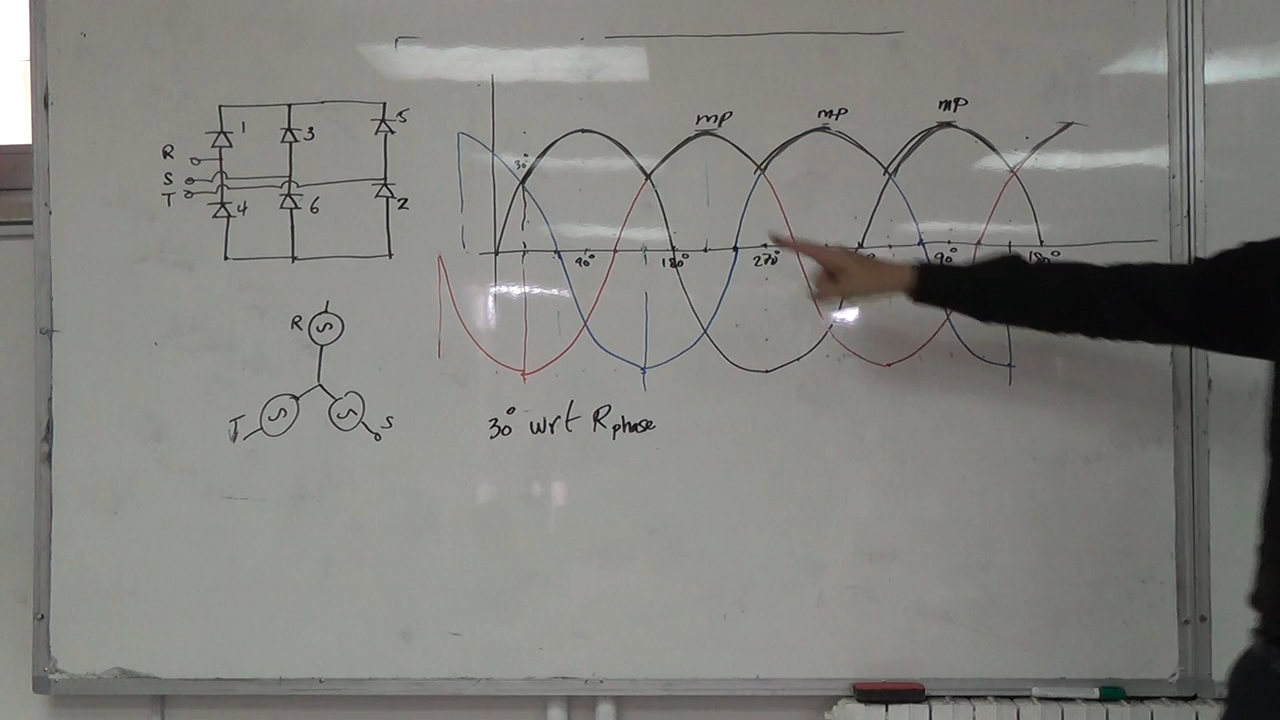 mP mP mP
1 3 5
R
S
T
4 6 2
30°
90° 180° 270° 90° 180°
R
T S
30° wrt Rphase